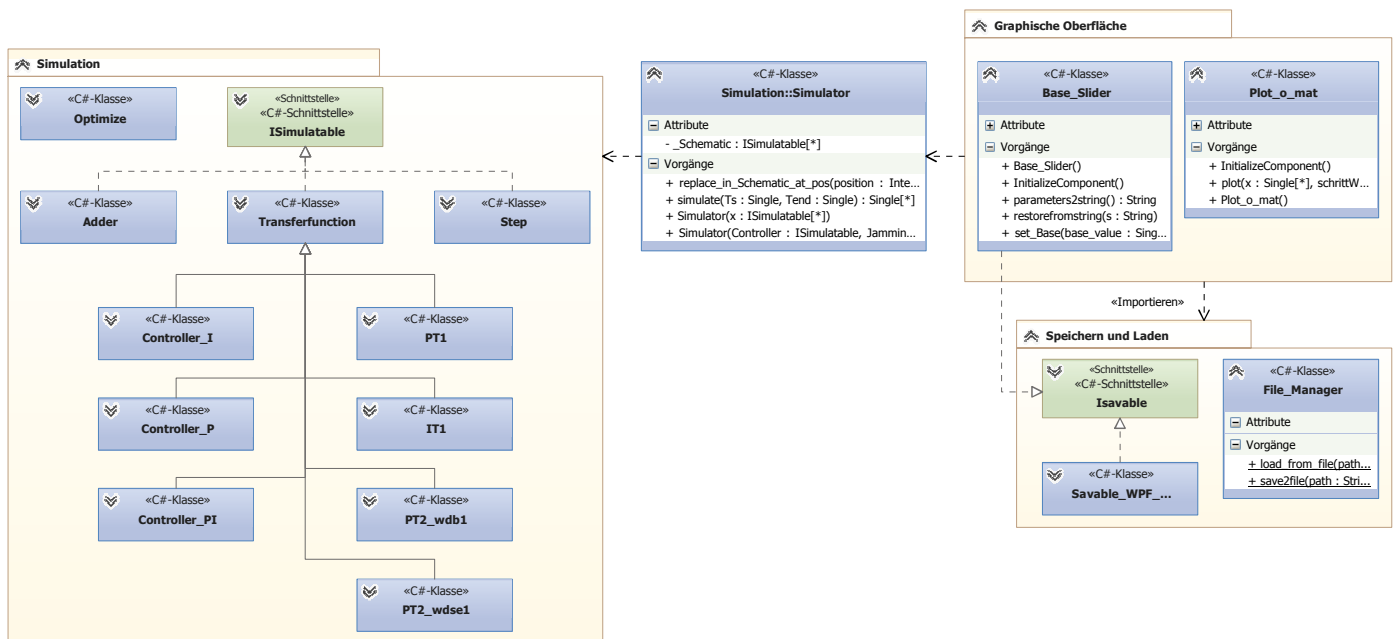 Simulation
«C#-Klasse»
Optimize
«Schnittstelle»
«C#-Schnittstelle»
ISimulatable
«C#-Klasse»
Adder
«C#-Klasse»
Transferfunction
«C#-Klasse»
Step
«C#-Klasse»
Controller_I
«C#-Klasse»
PT1
«C#-Klasse»
Controller_P
«C#-Klasse»
IT1
«C#-Klasse»
Controller_PI
«C#-Klasse»
PT2_wdb1
«C#-Klasse»
PT2_wdse1
«C#-Klasse»
Simulation::Simulator
Attribute
- _Schematic : ISimulatable[*]
Vorgänge
+ replace_in_Schematic_at_pos(position : Inte...
+ simulate(Ts : Single, Tend : Single) : Single[*]
+ Simulator(x : ISimulatable[*])
+ Simulator(Controller : ISimulatable, Jammin...
Graphische Oberfläche
«C#-Klasse»
Base_Slider
Attribute
Vorgänge
+ Base_Slider()
+ InitializeComponent()
+ parameters2string() : String
+ restorefromstring(s : String)
+ set_Base(base_value : Sing...
«C#-Klasse»
Plot_o_mat
Attribute
Vorgänge
+ InitializeComponent()
+ plot(x : Single[*], schrittW...
+ Plot_o_mat()
«Importieren»
Speichern und Laden
«Schnittstelle»
«C#-Schnittstelle»
Isavable
«C#-Klasse»
Savable_WPF_...
«C#-Klasse»
File_Manager
Attribute
Vorgänge
+ load_from_file(path...
+ save2file(path : Stri...